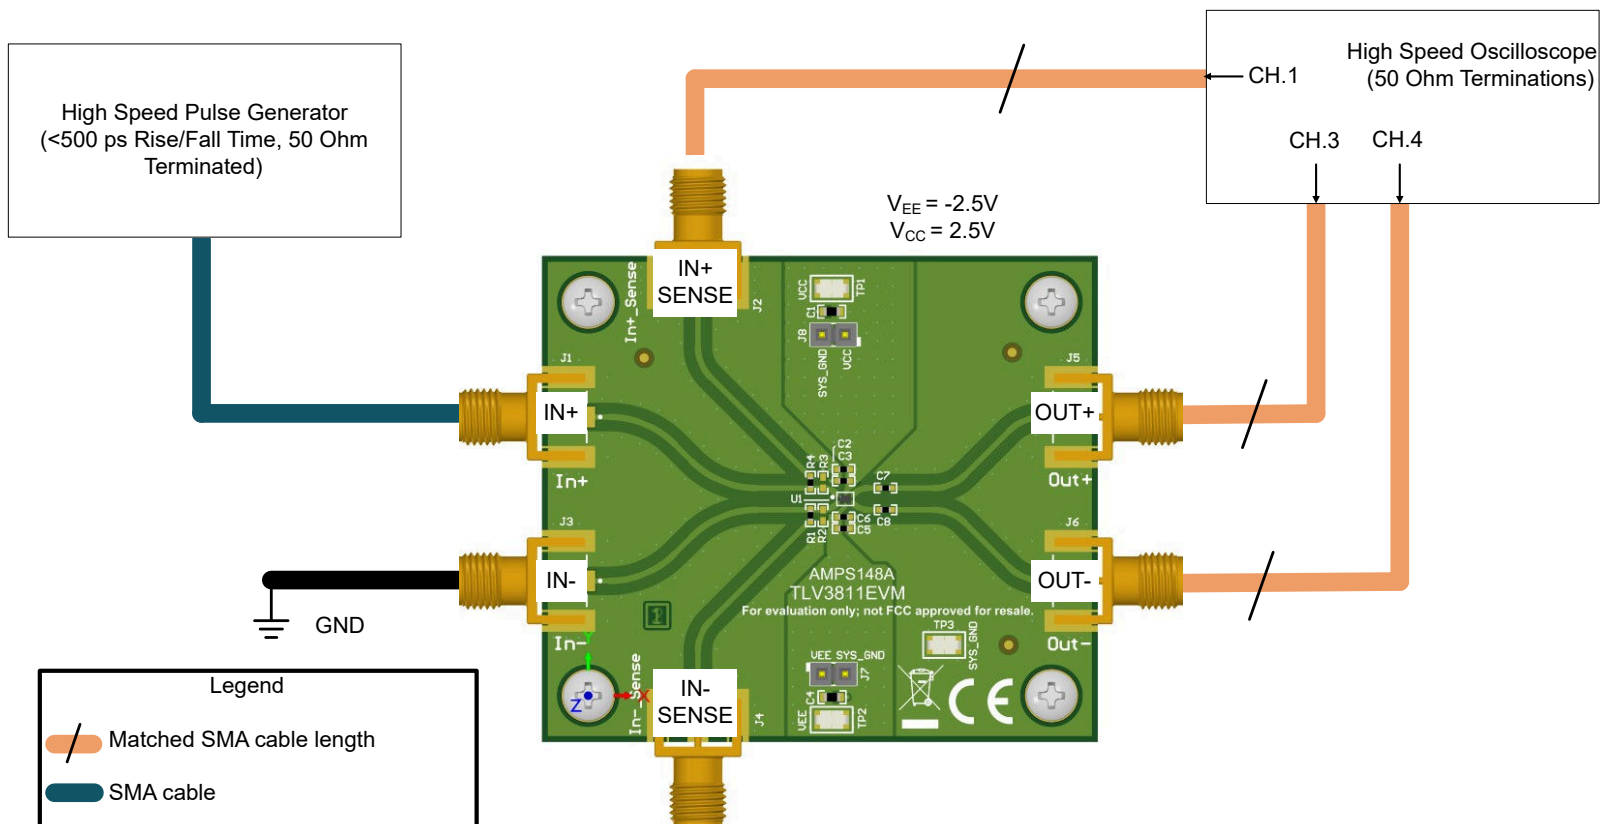 High Speed Pulse Generator
(<500 ps Rise/Fall Time, 50 Ohm
Terminated)
High Speed Oscilloscope
(50 Ohm Terminations)
CH.1
CH.3
CH.4
VEE = -2.5V
VCC = 2.5V
IN+
SENSE
In+_Sense
J2
VCC
TP1
C1
J8
SYS_GND
VCC
J1
IN+
In+
J5
OUT+
Out+
R4
R3
C2
C3
C7
U1
R1
R2
C6
C5
C8
J3
IN-
In-
GND
J6
OUT-
Out-
AMPS148A
TLV3811EVM
For evaluation only; not FCC approved for resale.
TP3
SYS_GND
1
Y
X
Z
IN-
SENSE
In-_Sense
J4
VEE SYS_GND
J7
C4
VEE
TP2
CE
Legend
Matched SMA cable length
SMA cable